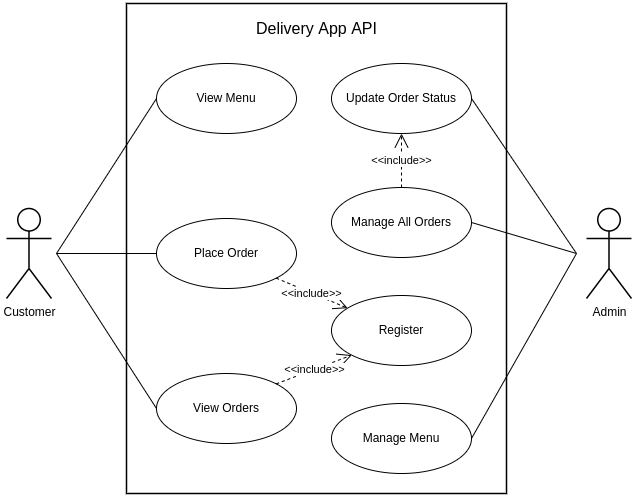 Delivery App API
View Menu
Update Order Status
<<include>>
Manage All Orders
Place Order
<<include>>
Customer
Admin
Register
<<include>>
View Orders
Manage Menu